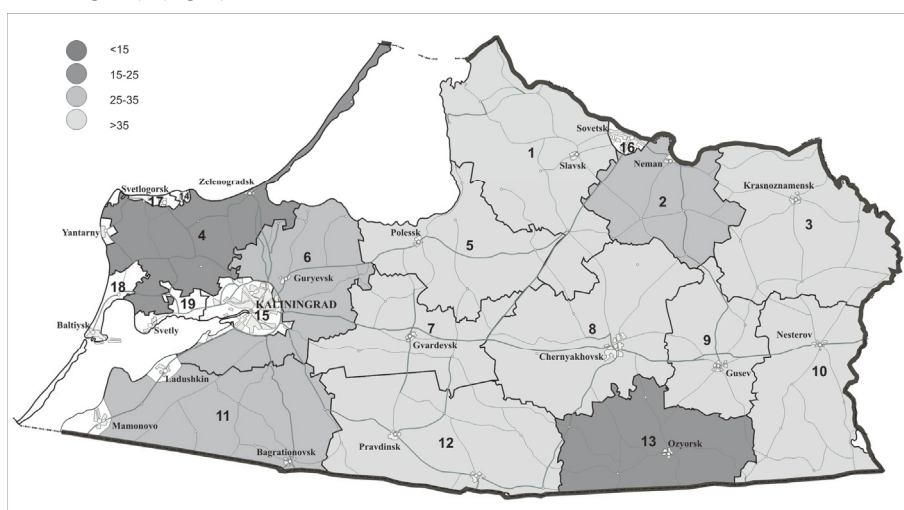 <15
15-25
25-35
>35
Sovetsk
16
1
Slavsk
Neman
Zelenogradsk
Svetlogorsk
14
17
2
Krasnoznamensk
3
Yantarny
4
Polessk
5
6
Guryevsk
18
19
KALININGRAD
15
Baltiysk
Svetly
7
Gvardevsk
8
Chernyakhovsk
9
Gusev
Nesterov
10
Ladushkin
Mamonovo
11
Bagrationovsk
Pravdinsk
12
13
Ozyorsk